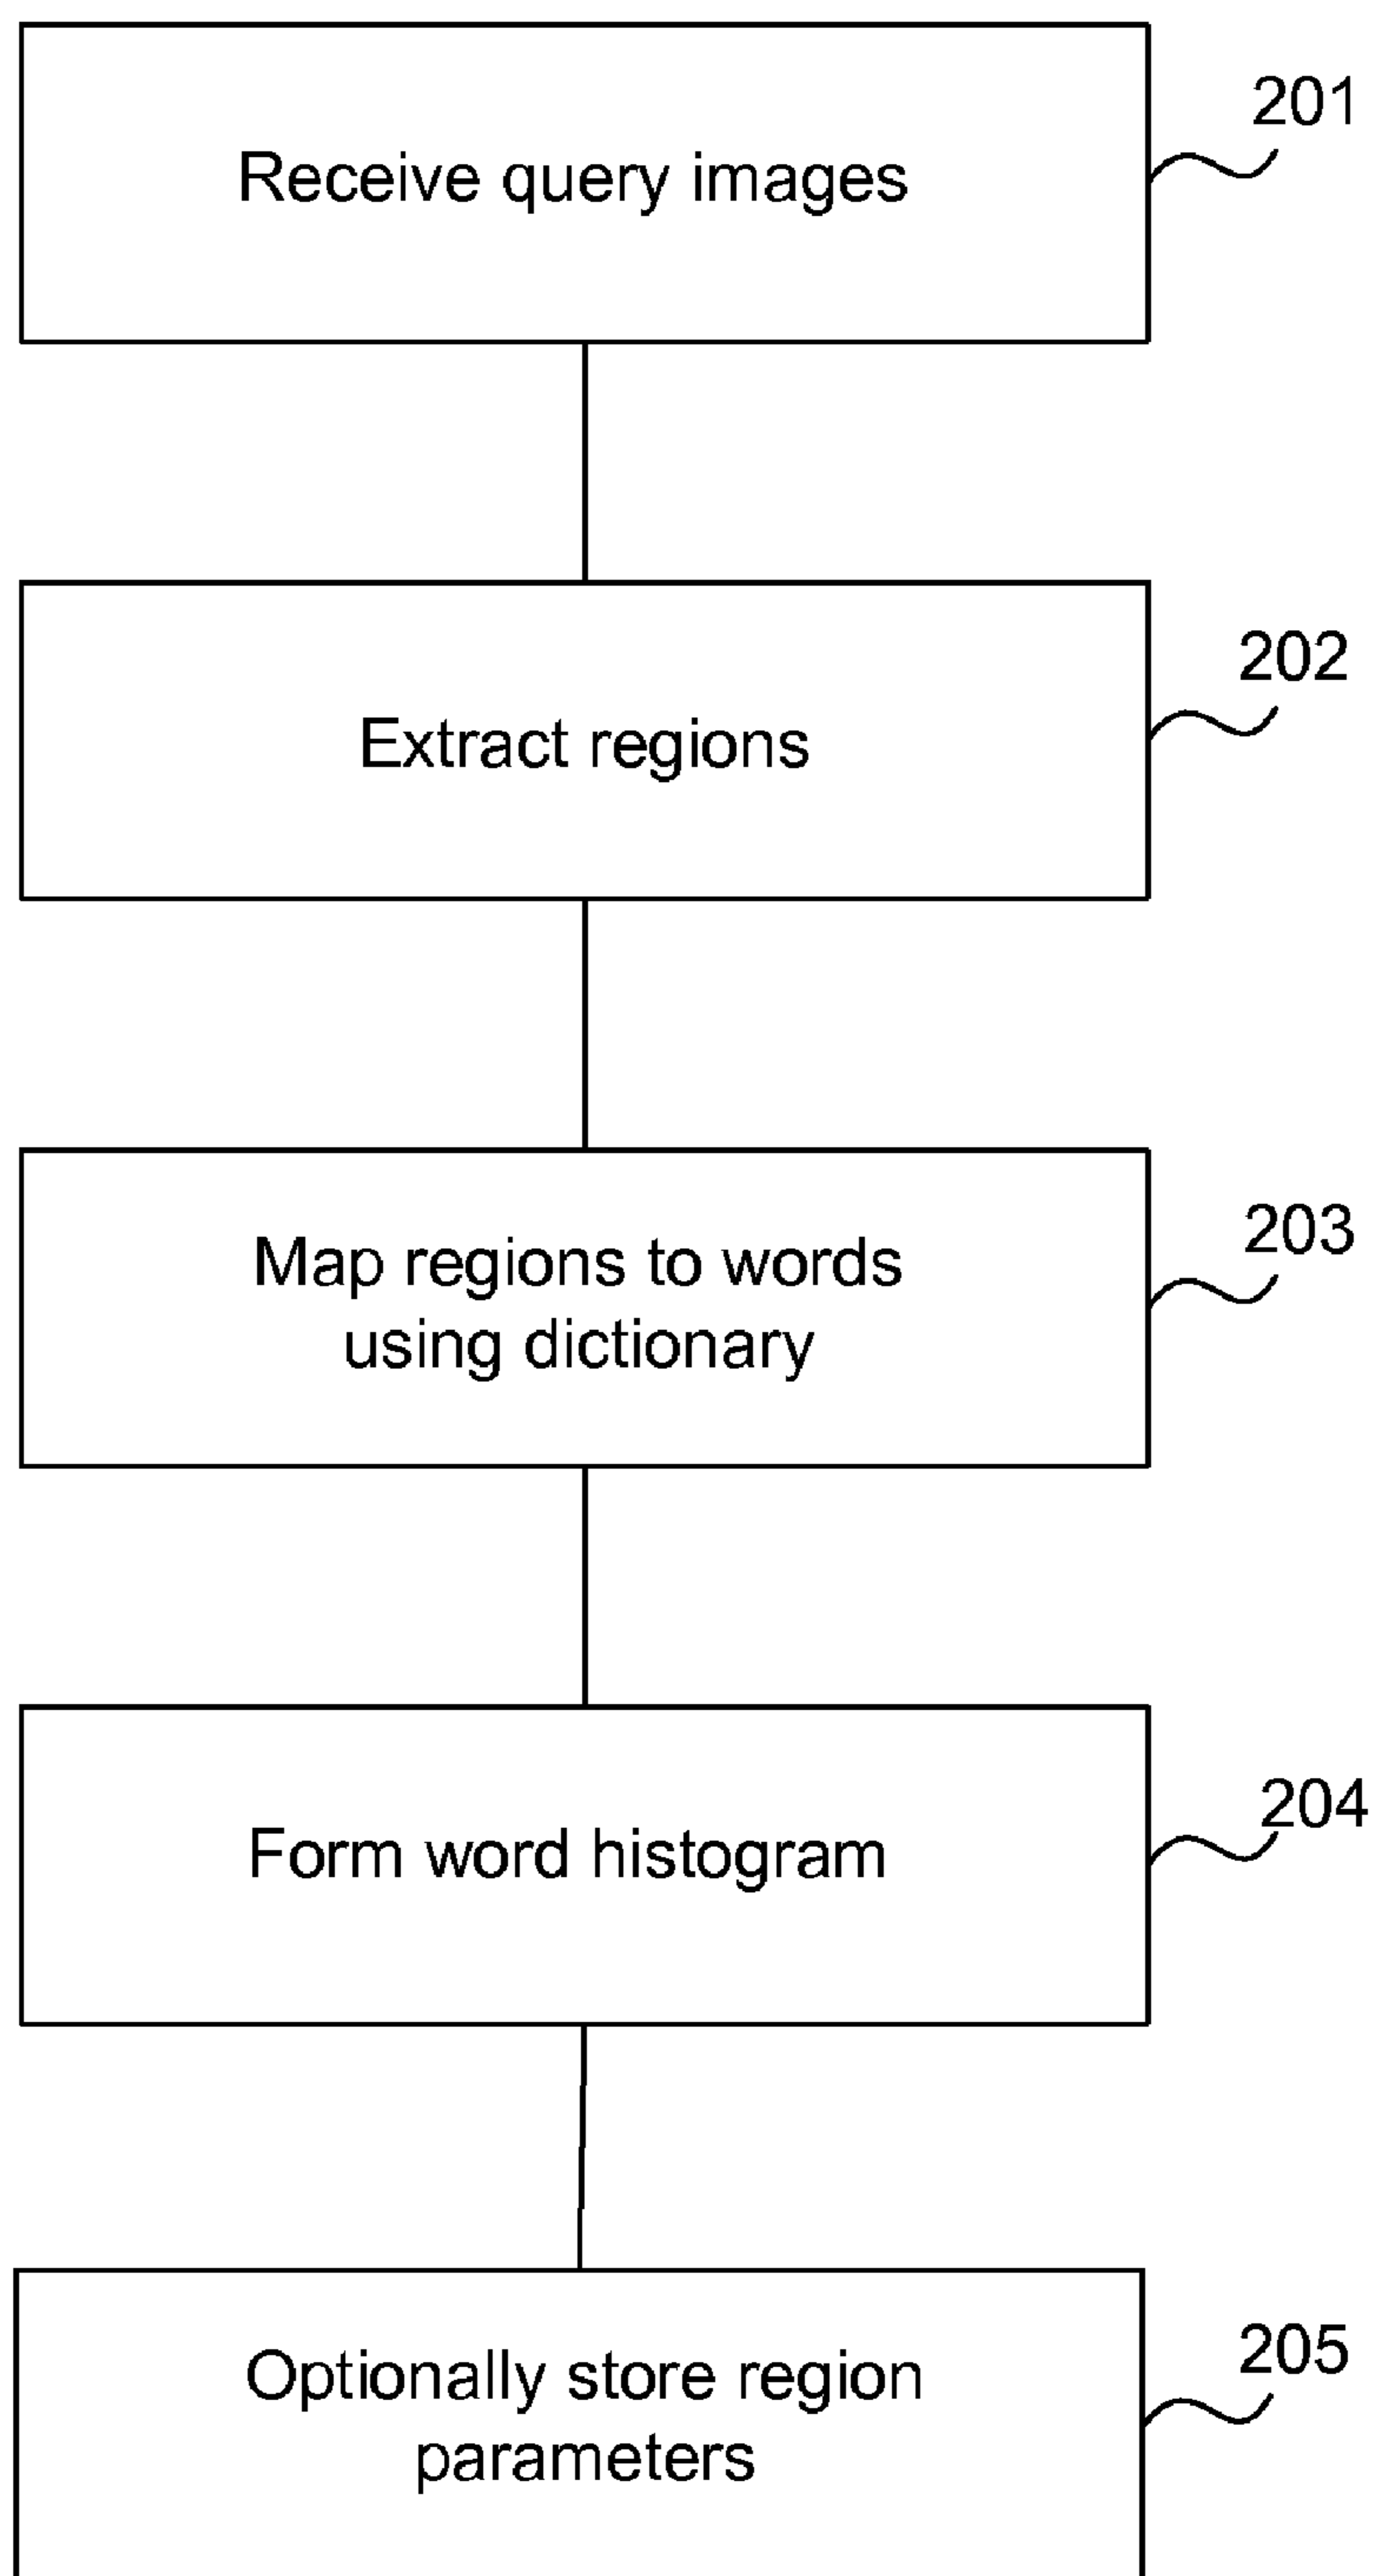 Receive query images
201
Extract regions
202
Map regions to words
using dictionary
203
Form word histogram
204
Optionally store region
parameters
205